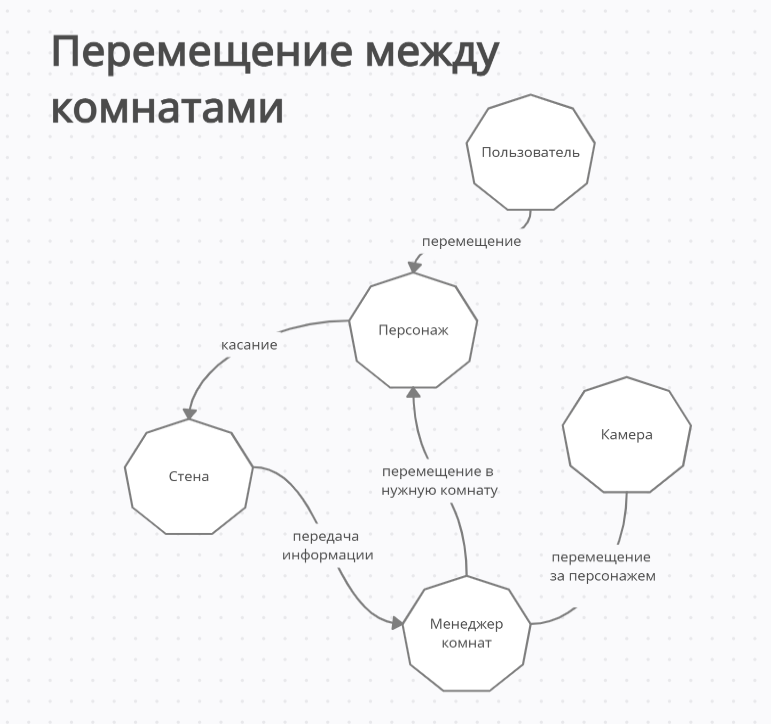 Перемещение между
комнатами
Пользователь
перемещение
Персонаж
касание
Камера
Стена
перемещение в
нужную комнату
передача
информации
перемещение
за персонажем
Менеджер
комнат